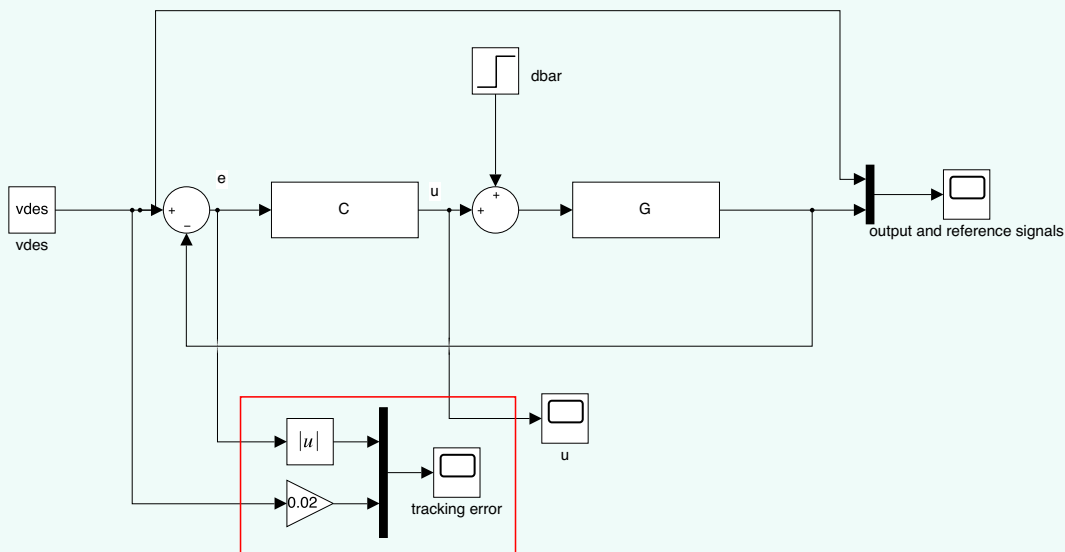 dbar
e
vdes
+
−
C
u
+
+
G
vdes
output and reference signals
|u|
u
0.02
tracking error